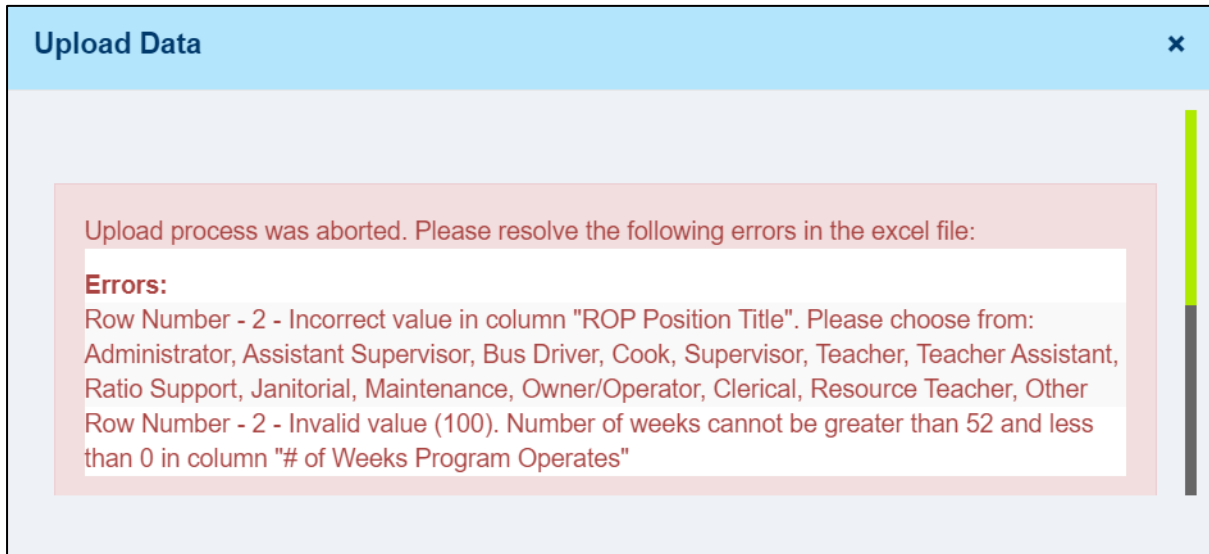 Upload Data
×
Upload process was aborted. Please resolve the following errors in the excel file:
Errors:
Row Number - 2 - Incorrect value in column "ROP Position Title". Please choose from:
Administrator, Assistant Supervisor, Bus Driver, Cook, Supervisor, Teacher, Teacher Assistant,
Ratio Support, Janitorial, Maintenance, Owner/Operator, Clerical, Resource Teacher, Other
Row Number - 2 - Invalid value (100). Number of weeks cannot be greater than 52 and less
than 0 in column "# of Weeks Program Operates"